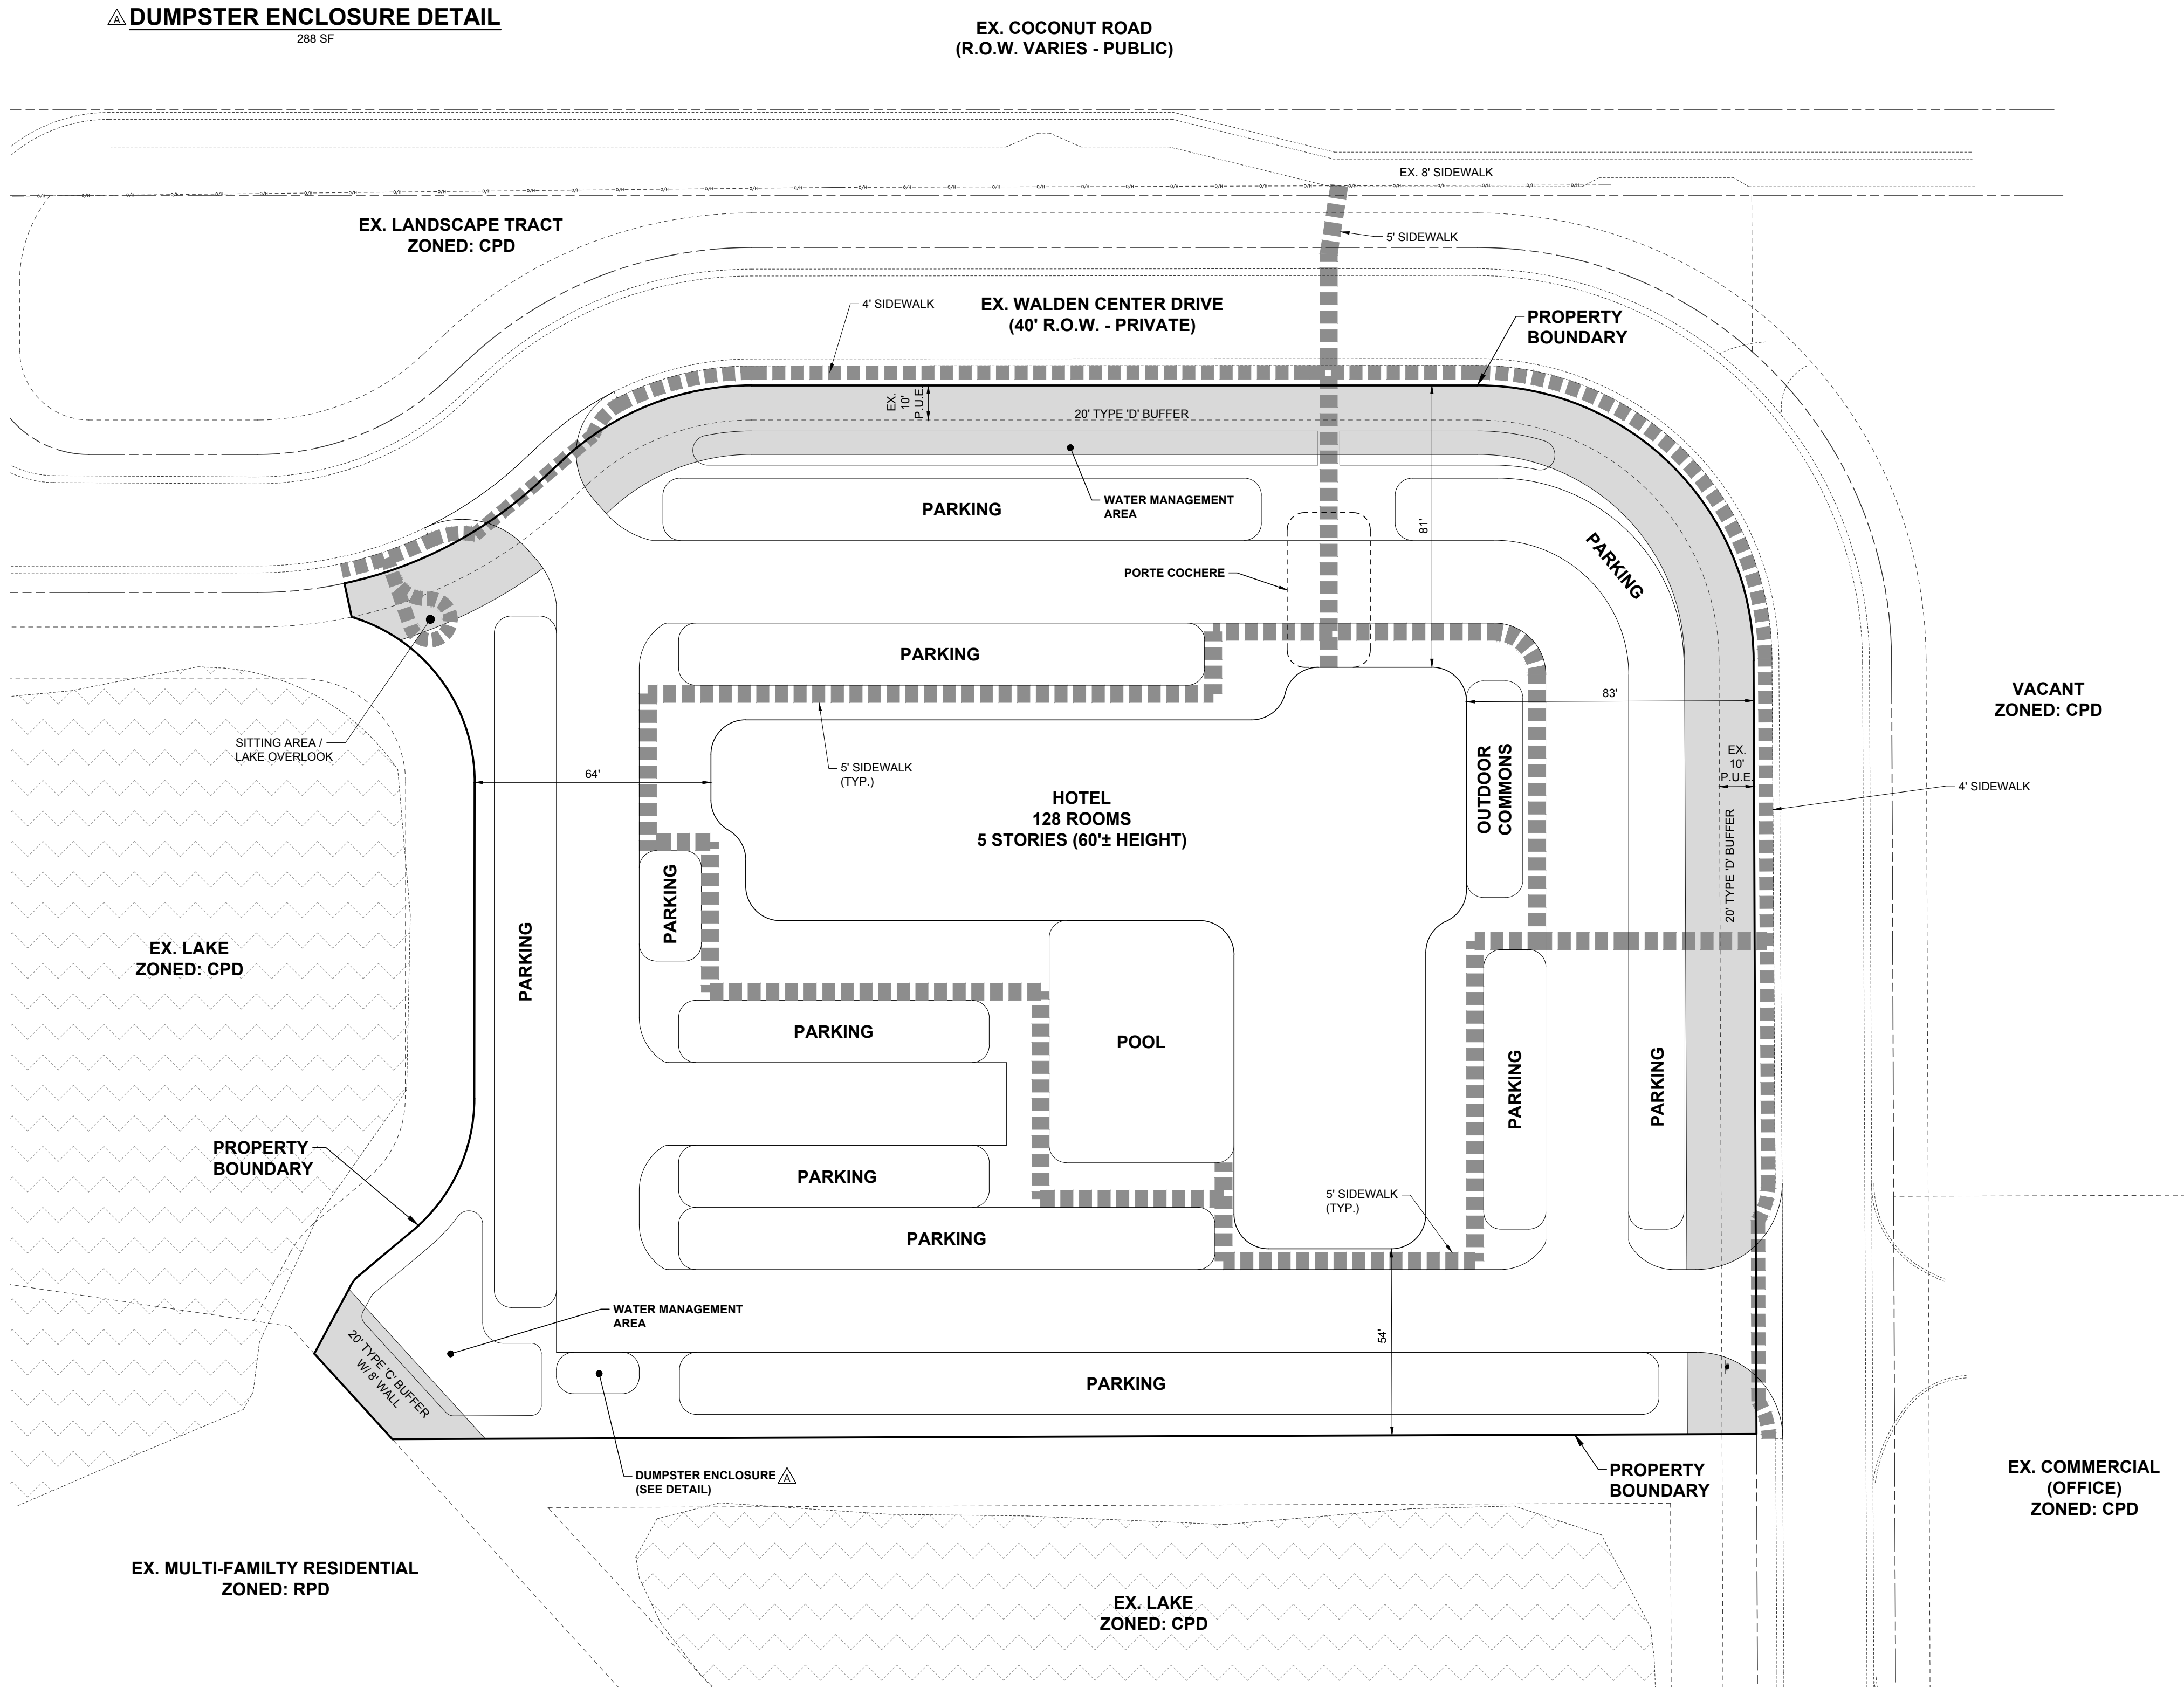 A DUMPSTER ENCLOSURE DETAIL
288 SF
EX. COCONUT ROAD
(R.O.W. VARIES - PUBLIC)
EX. 8' SIDEWALK
EX. LANDSCAPE TRACT
ZONED: CPD
5' SIDEWALK
4' SIDEWALK
EX. WALDEN CENTER DRIVE
(40' R.O.W. - PRIVATE)
PROPERTY
BOUNDARY
EX.
10'
P.U.E.
20' TYPE 'D' BUFFER
WATER MANAGEMENT
AREA
PARKING
81'
PARKING
PORTE COCHERE
PARKING
SITTING AREA /
LAKE OVERLOOK
64'
5' SIDEWALK
(TYP.)
HOTEL
128 ROOMS
5 STORIES (60'± HEIGHT)
OUTDOOR
COMMONS
83'
VACANT
ZONED: CPD
EX.
10'
P.U.E.
4' SIDEWALK
20' TYPE 'D' BUFFER
EX. LAKE
ZONED: CPD
PARKING
PARKING
PARKING
POOL
PARKING
PARKING
PROPERTY
BOUNDARY
PARKING
5' SIDEWALK
(TYP.)
PARKING
WATER MANAGEMENT
AREA
20' TYPE 'C' BUFFER
W/ 8' WALL
54'
PARKING
DUMPSTER ENCLOSURE A
(SEE DETAIL)
PROPERTY
BOUNDARY
EX. COMMERCIAL
(OFFICE)
ZONED: CPD
EX. MULTI-FAMILTY RESIDENTIAL
ZONED: RPD
EX. LAKE
ZONED: CPD